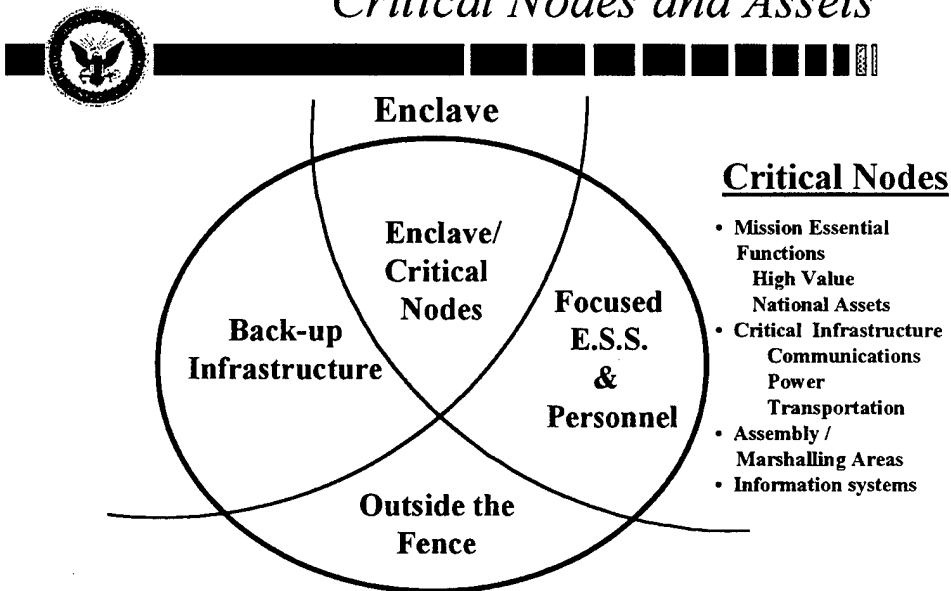 Critical Nodes and Assets
Enclave
Enclave/
Critical
Nodes
Back-up
Infrastructure
Focused
E.S.S.
&
Personnel
Outside the
Fence
Critical Nodes
• Mission Essential
Functions
High Value
National Assets
• Critical Infrastructure
Communications
Power
Transportation
• Assembly /
Marshalling Areas
• Information systems